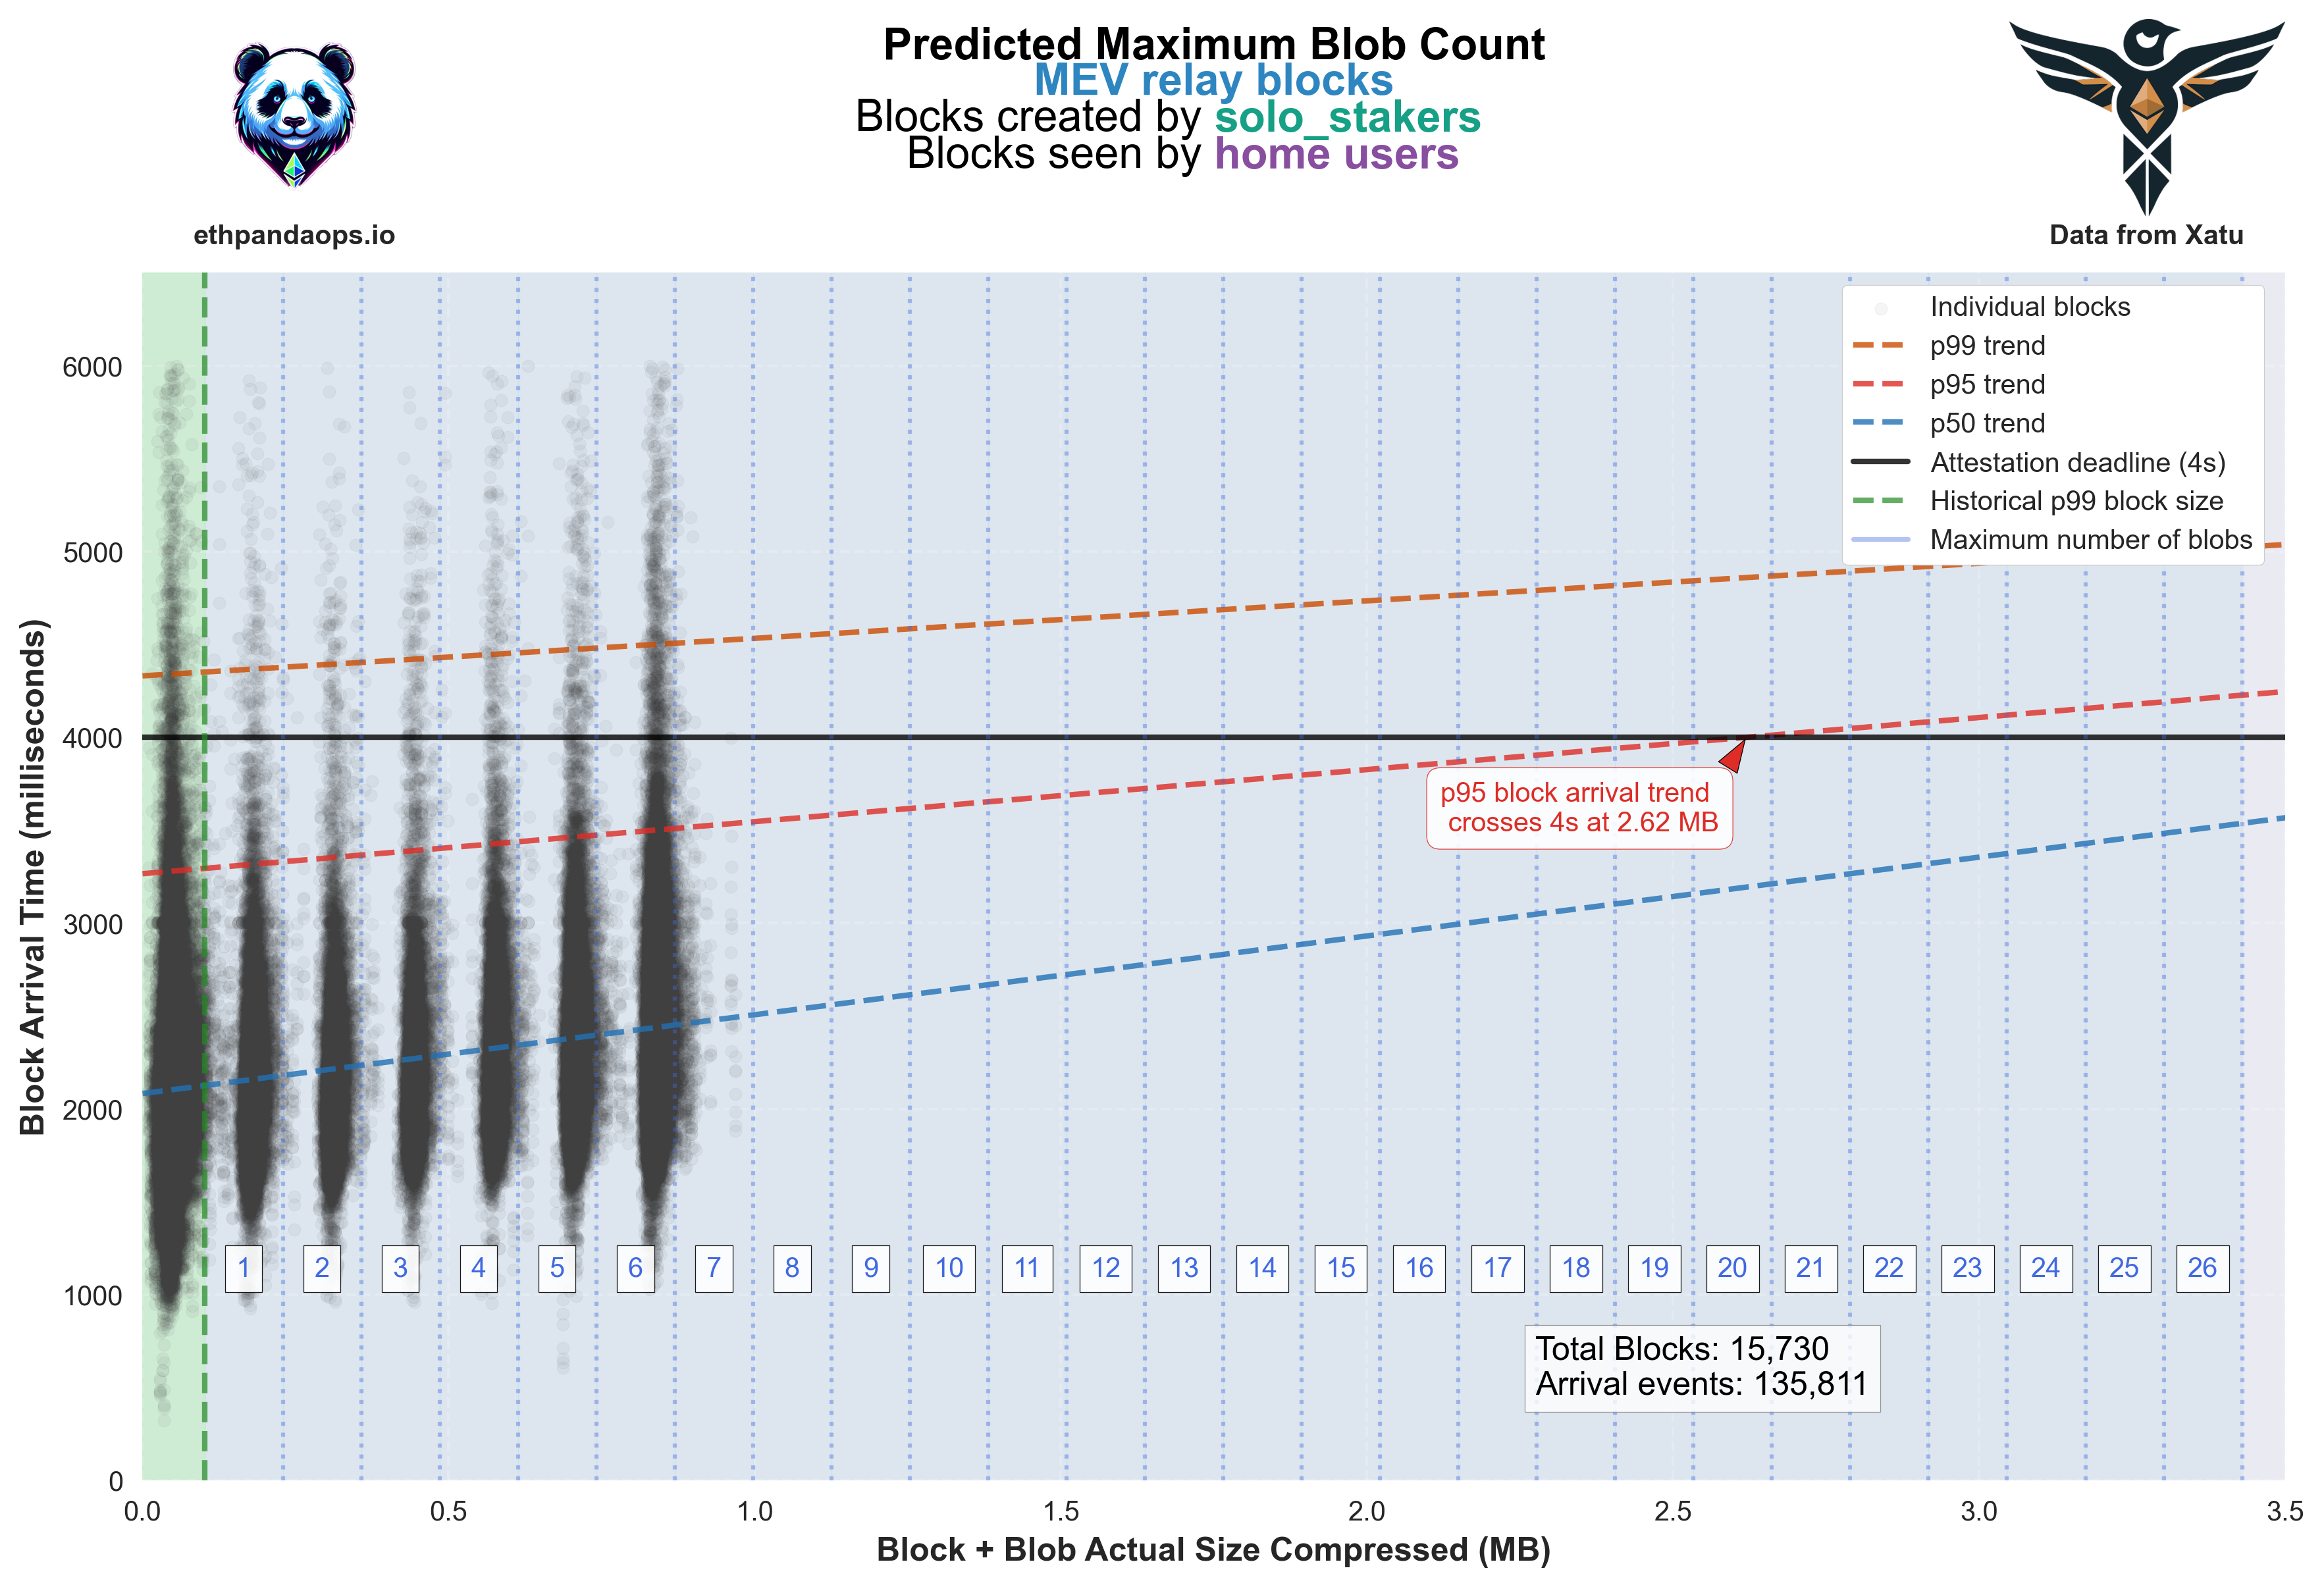 Predicted Maximum Blob Count
MEV relay blocks
Blocks created by solo_stakers
Blocks seen by home users
ethpandaops.io
Data from Xatu
Individual blocks
p99 trend
p95 trend
p50 trend
Attestation deadline (4s)
Historical p99 block size
Maximum number of blobs
Block Arrival Time (milliseconds)
6000
5000
4000
3000
2000
1000
0
p95 block arrival trend
crosses 4s at 2.62 MB
1 2 3 4 5 6 7 8 9 10 11 12 13 14 15 16 17 18 19 20 21 22 23 24 25 26
Total Blocks: 15,730
Arrival events: 135,811
0.0 0.5 1.0 1.5 2.0 2.5 3.0 3.5
Block + Blob Actual Size Compressed (MB)